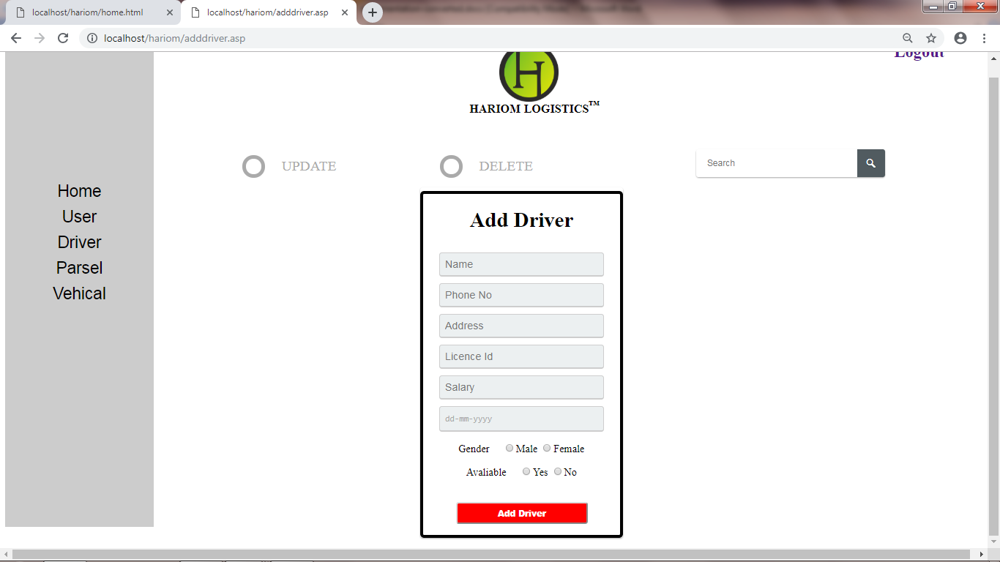 localhost/hariom/home.html
localhost/hariom/adddriver.asp
localhost/hariom/adddriver.asp
Logout
H
HARIOM LOGISTICS™
UPDATE
DELETE
Search
Home
User
Driver
Parsel
Vehical
Add Driver
Name
Phone No
Address
Licence Id
Salary
dd-mm-yyyy
Gender Male Female
Avaliable Yes No
Add Driver